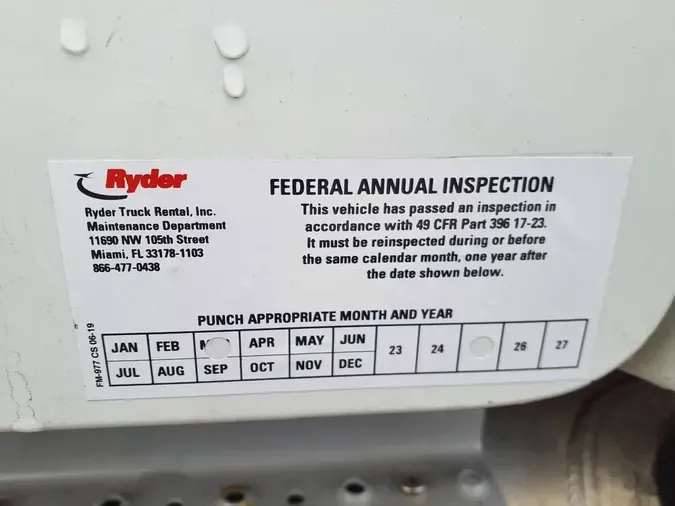 Ryder
Ryder Truck Rental, Inc.
Maintenance Department
11690 NW 105th Street
Miami, FL 33178-1103
866-477-0438
FEDERAL ANNUAL INSPECTION
This vehicle has passed an inspection in
accordance with 49 CFR Part 396 17-23.
It must be reinspected during or before
the same calendar month, one year after
the date shown below.
PUNCH APPROPRIATE MONTH AND YEAR
JAN FEB APR MAY JUN 23 24 26 27
JUL AUG SEP OCT NOV DEC
FM-977 CS 06-19